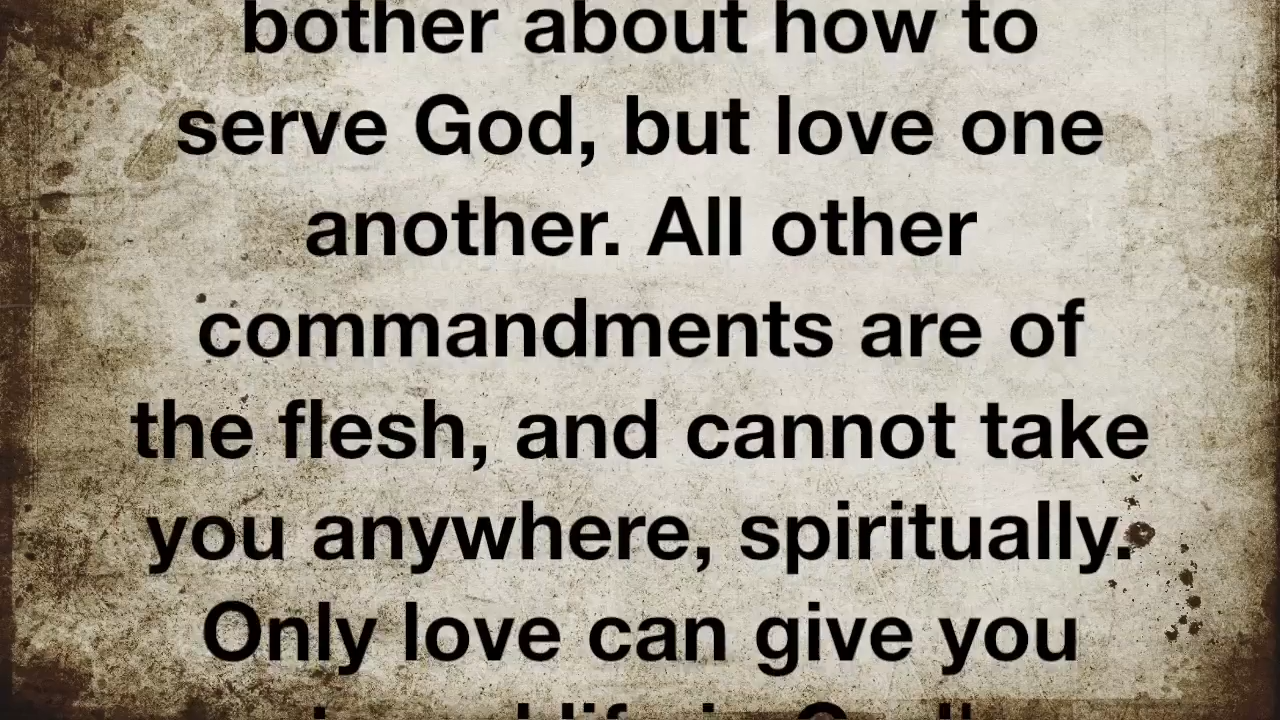 bother about how to
serve God, but love one
another. All other
commandments are of
the flesh, and cannot take
you anywhere, spiritually.
Only love can give you